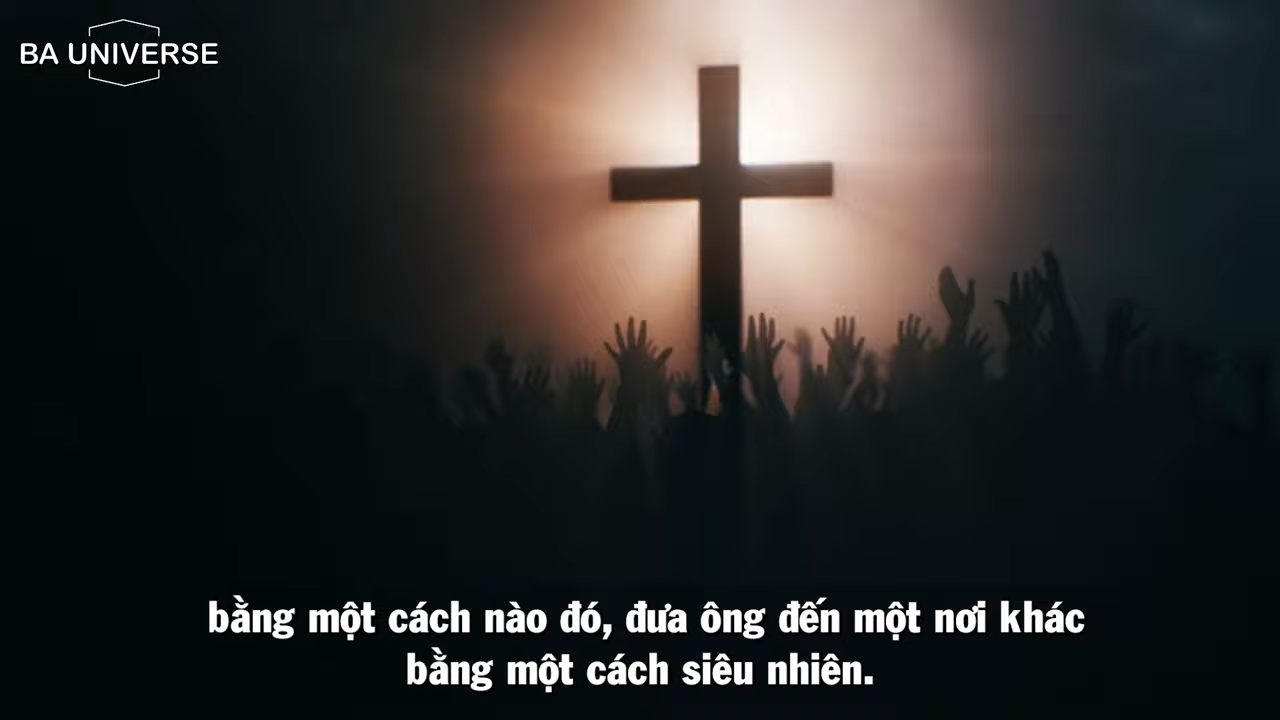 BA UNIVERSE
bằng một cách nào đó, đưa ông đến một nơi khác
bằng một cách siêu nhiên.